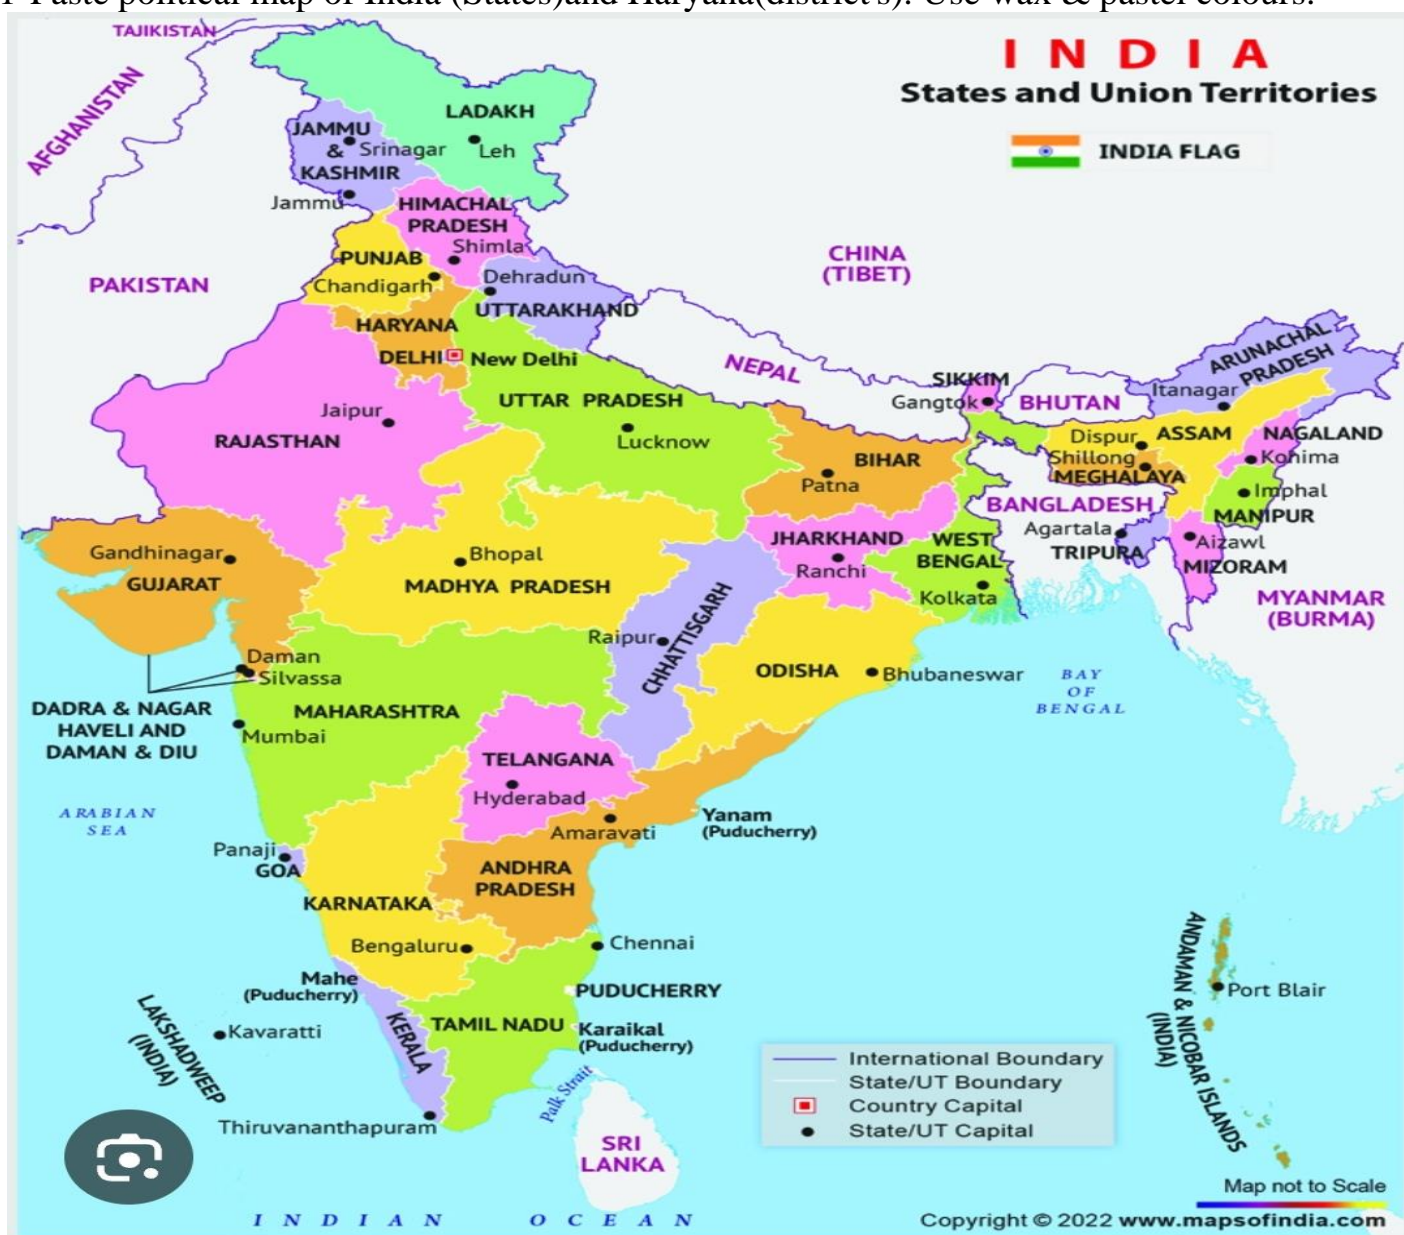 1 Paste political map of India (States)and Haryana(district's). Use wax & pastel colours.
INDIA
States and Union Territories
INDIA FLAG
TAJIKISTAN
AFGHANISTAN
PAKISTAN
CHINA
(TIBET)
NEPAL
BHUTAN
BANGLADESH
MYANMAR
(BURMA)
SRI
LANKA
LADAKH
Leh
JAMMU
&
KASHMIR
Srinagar
Jammu
HIMACHAL
PRADESH
Shimla
PUNJAB
Chandigarh
Dehradun
UTTARAKHAND
HARYANA
DELHI
New Delhi
UTTAR PRADESH
Lucknow
Jaipur
RAJASTHAN
SIKKIM
Gangtok
ARUNACHAL
PRADESH
Itanagar
Dispur
ASSAM
NAGALAND
Kohima
Shillong
MEGHALAYA
Imphal
MANIPUR
Agartala
TRIPURA
Aizawl
MIZORAM
BIHAR
Patna
JHARKHAND
Ranchi
WEST
BENGAL
Kolkata
Gandhinagar
GUJARAT
Bhopal
MADHYA PRADESH
Raipur
CHHATTISGARH
ODISHA
Bhubaneswar
Daman
Silvassa
DADRA & NAGAR
HAVELI AND
DAMAN & DIU
MAHARASHTRA
Mumbai
TELANGANA
Hyderabad
Amaravati
Yanam
(Puducherry)
ANDHRA
PRADESH
Panaji
GOA
KARNATAKA
Bengaluru
Chennai
Mahe
(Puducherry)
PUDUCHERRY
KERALA
TAMIL NADU
Karaikal
(Puducherry)
LAKSHADWEEP
(INDIA)
Kavaratti
Thiruvananthapuram
Palk Strait
ANDAMAN & NICOBAR ISLANDS
(INDIA)
Port Blair
ARABIAN
SEA
BAY
OF
BENGAL
INDIAN OCEAN
International Boundary
State/UT Boundary
Country Capital
State/UT Capital
Map not to Scale
Copyright © 2022 www.mapsofindia.com